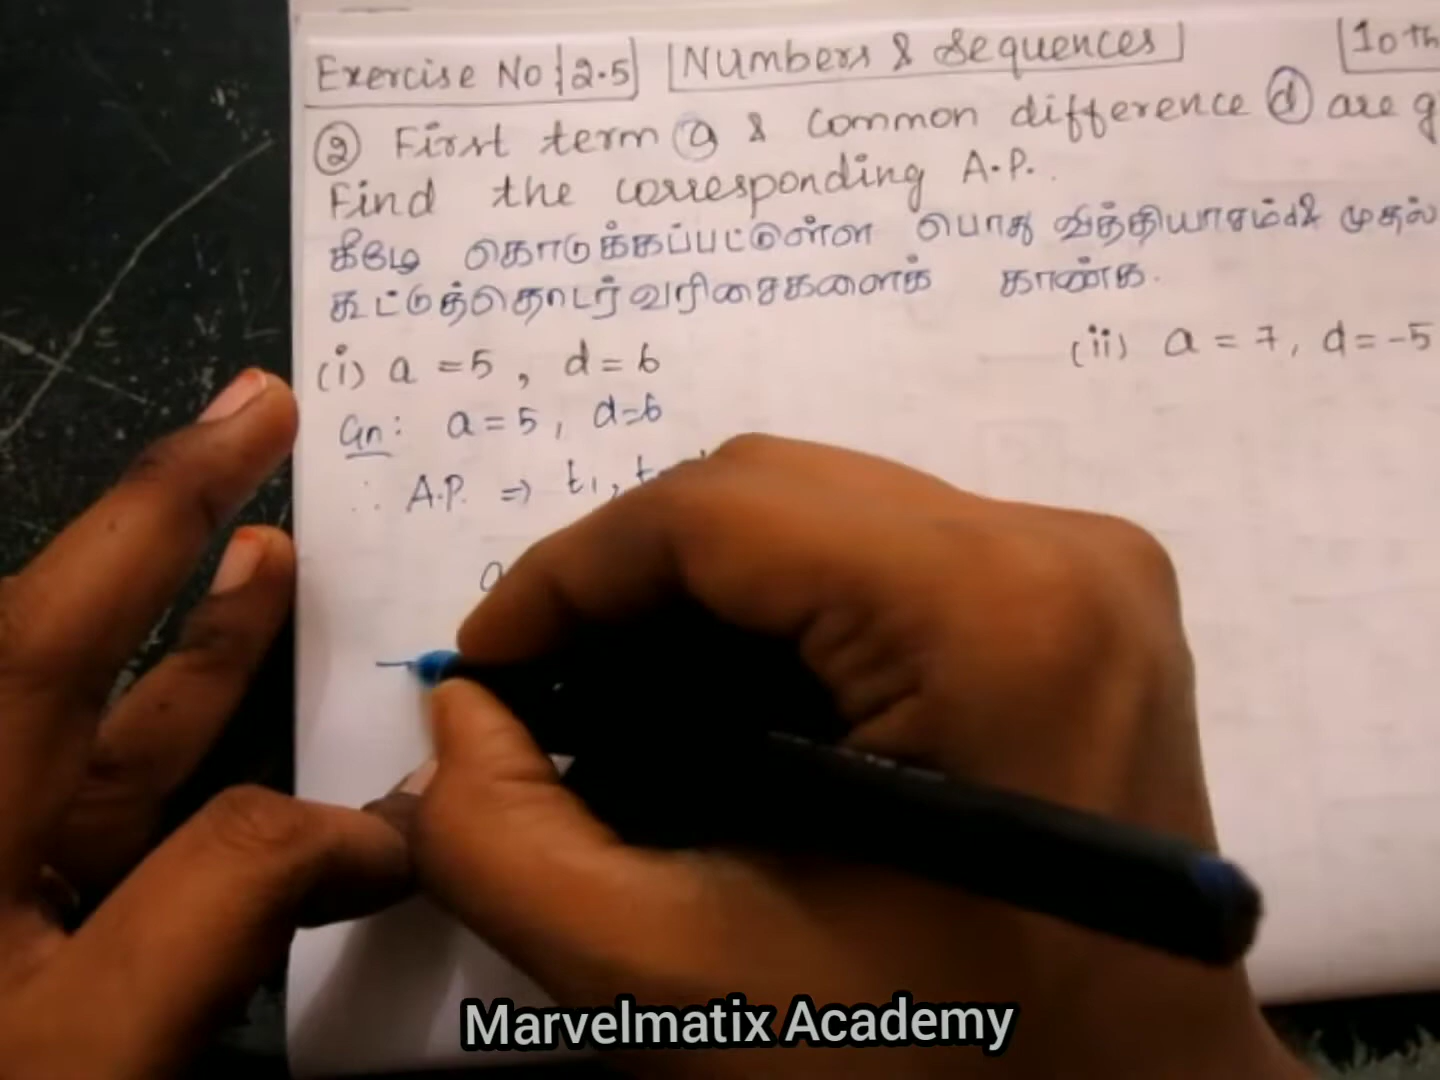 Exercise No 2.5 Numbers & Sequences 10th
② First term a & common difference d are
Find the corresponding A.P.
கீழே கொடுக்கப்பட்டுள்ள பொது வித்தியாசம் d & முதல்
கூட்டுத்தொடர் வரிசைகளைக் காண்க.
(i) a = 5, d = 6 (ii) a = 7, d = -5
Gn: a = 5, d = 6
∴ A.P. ⇒ t₁,
a
Marvelmatix Academy